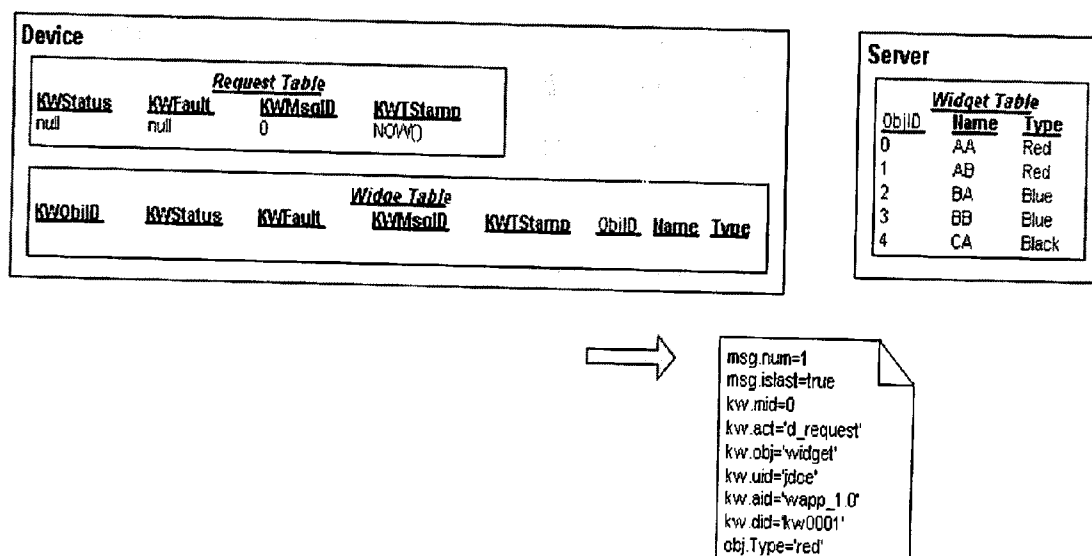 Device
Request Table
KWStatus KWFault KWMsgID KWTStamp
null null 0 NOW()
Widge Table
KWObjID KWStatus KWFault KWMsgID KWTStamp ObjID Name Type
Server
Widget Table
ObjID Name Type
0 AA Red
1 AB Red
2 BA Blue
3 BB Blue
4 CA Black
msg.num=1
msg.islast=true
kw.mid=0
kw.act='d_request'
kw.obj='widget'
kw.uid='jdoe'
kw.aid='wapp_1.0'
kw.did='kw0001'
obj.Type='red'